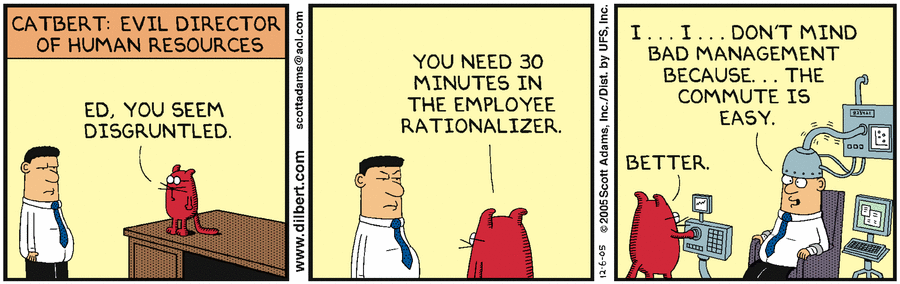 CATBERT: EVIL DIRECTOR
OF HUMAN RESOURCES
ED, YOU SEEM
DISGRUNTLED.
www.dilbert.com
scottadams@aol.com
YOU NEED 30
MINUTES IN
THE EMPLOYEE
RATIONALIZER.
12-6-05
© 2005 Scott Adams, Inc./Dist. by UFS, Inc.
I . . . I . . . DON'T MIND
BAD MANAGEMENT
BECAUSE. . . THE
COMMUTE IS
EASY.
BETTER.